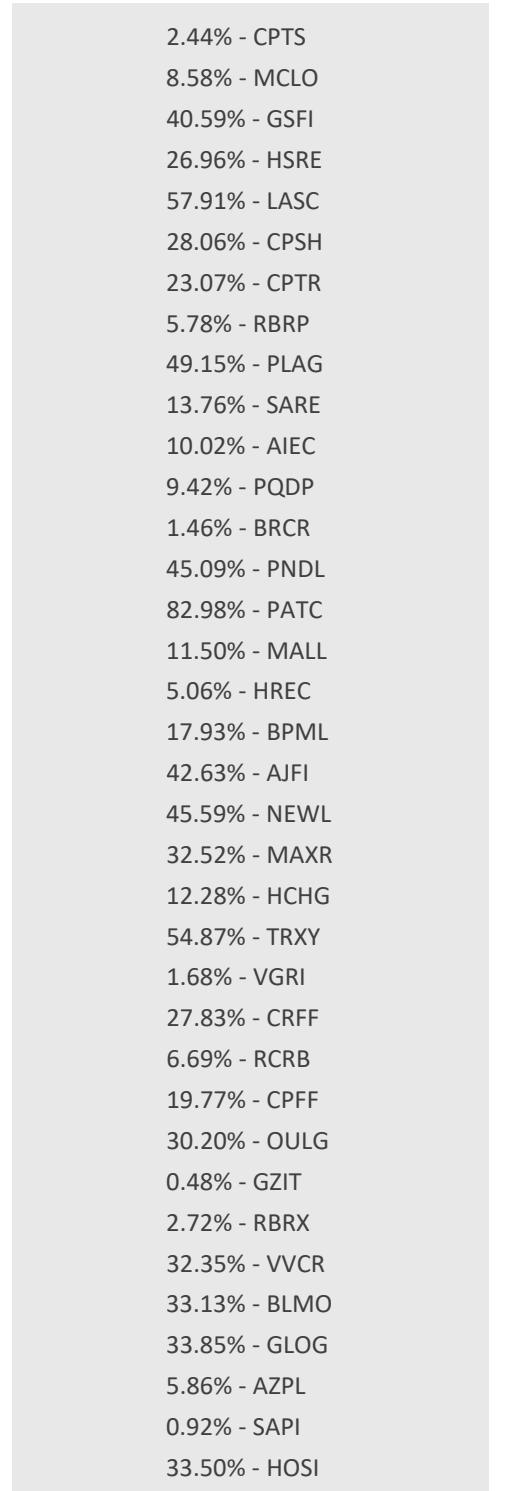 2.44% - CPTS
8.58% - MCLO
40.59% - GSFI
26.96% - HSRE
57.91% - LASC
28.06% - CPSH
23.07% - CPTR
5.78% - RBRP
49.15% - PLAG
13.76% - SARE
10.02% - AIEC
9.42% - PQDP
1.46% - BRCR
45.09% - PNDL
82.98% - PATC
11.50% - MALL
5.06% - HREC
17.93% - BPML
42.63% - AJFI
45.59% - NEWL
32.52% - MAXR
12.28% - HCHG
54.87% - TRXY
1.68% - VGRI
27.83% - CRFF
6.69% - RCRB
19.77% - CPFF
30.20% - OULG
0.48% - GZIT
2.72% - RBRX
32.35% - VVCR
33.13% - BLMO
33.85% - GLOG
5.86% - AZPL
0.92% - SAPI
33.50% - HOSI